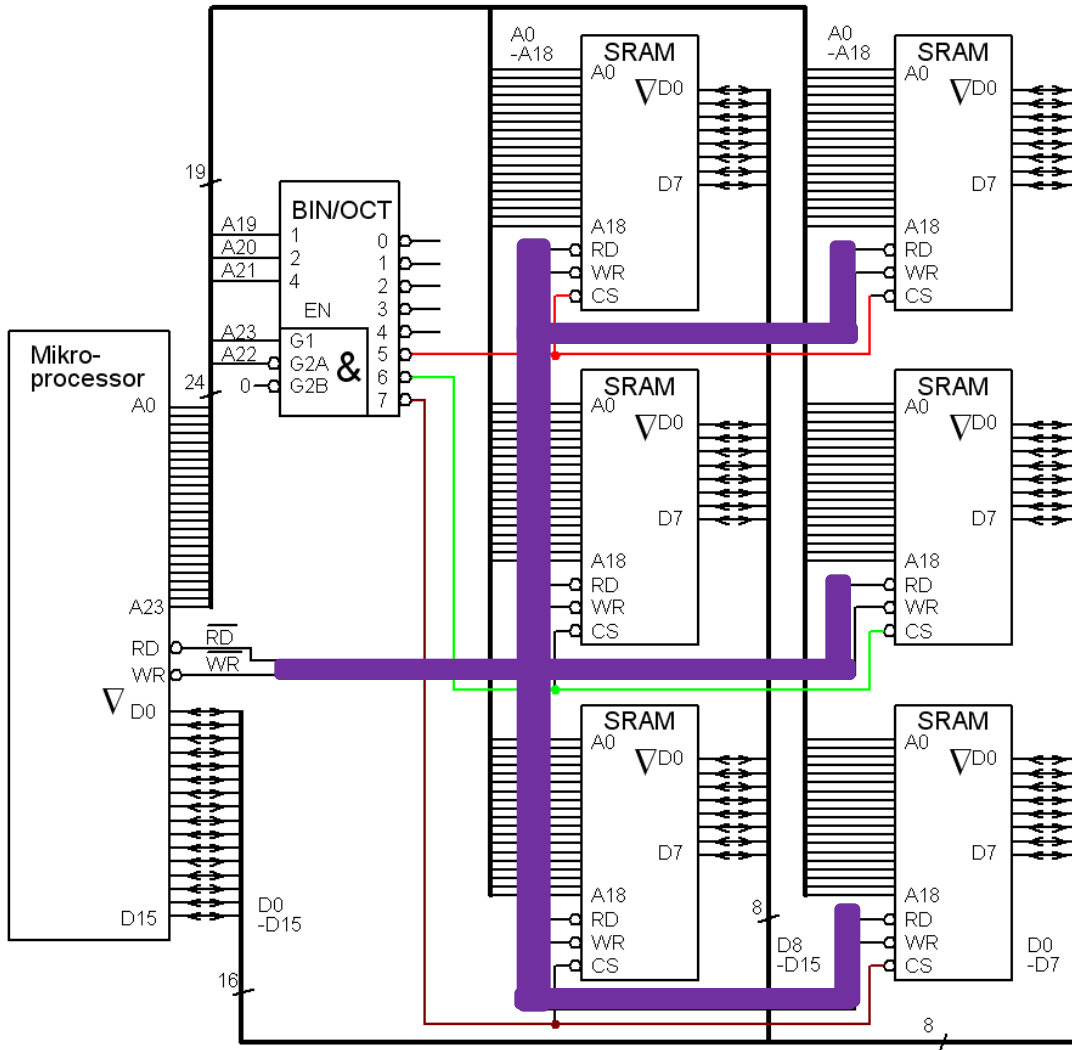 A0
-A18
SRAM
A0
D0
D7
A18
RD
WR
CS
A0
-A18
SRAM
A0
D0
D7
A18
RD
WR
CS
19
A19
A20
A21
A23
A22
0
BIN/OCT
1
2
4
EN
G1
G2A
G2B
&
0
1
2
3
4
5
6
7
Mikro-
processor
24
A0
A23
RD
WR
RD
WR
D0
D15
D0
-D15
16
SRAM
A0
D0
D7
A18
RD
WR
CS
SRAM
A0
D0
D7
A18
RD
WR
CS
SRAM
A0
D0
D7
A18
RD
WR
CS
8
D8
-D15
SRAM
A0
D0
D7
A18
RD
WR
CS
D0
-D7
8